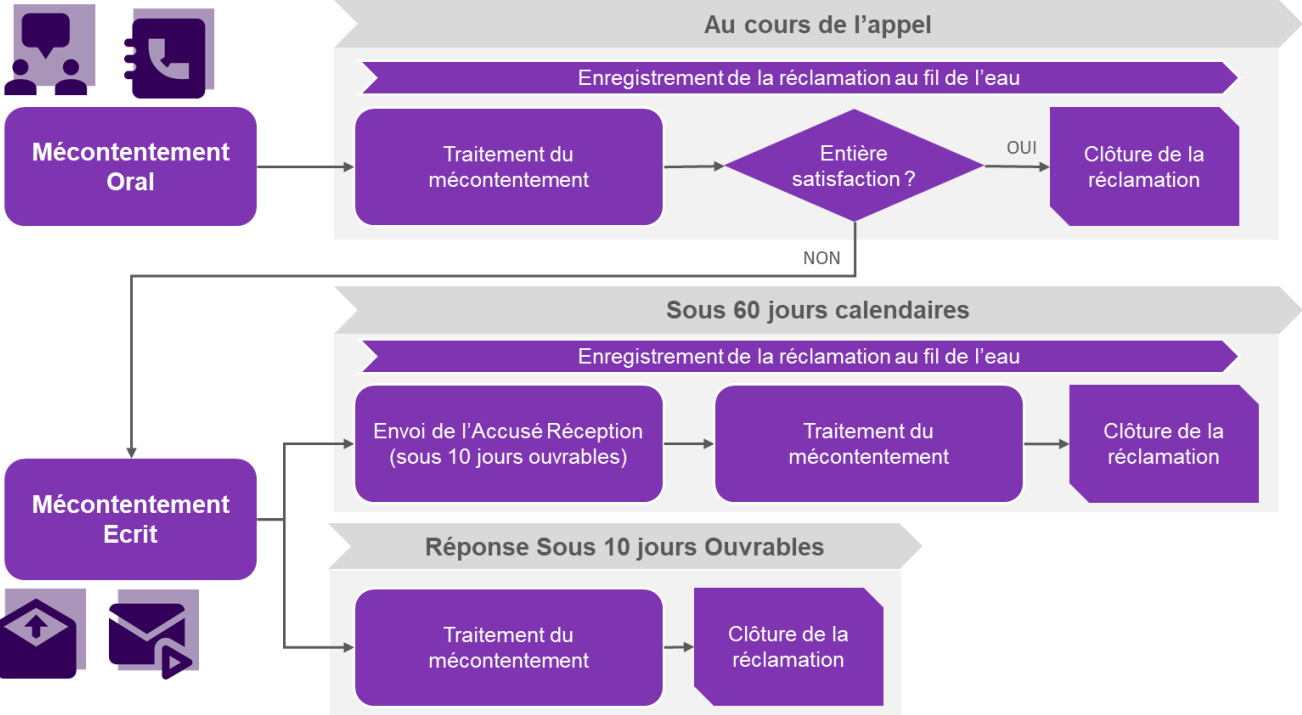 Au cours de l’appel
Enregistrement de la réclamation au fil de l’eau
Mécontentement
Oral
Traitement du
mécontentement
Entière
satisfaction ?
OUI
Clôture de la
réclamation
NON
Sous 60 jours calendaires
Enregistrement de la réclamation au fil de l’eau
Mécontentement
Ecrit
Envoi de l’Accusé Réception
(sous 10 jours ouvrables)
Traitement du
mécontentement
Clôture de la
réclamation
Réponse Sous 10 jours Ouvrables
Traitement du
mécontentement
Clôture de la
réclamation